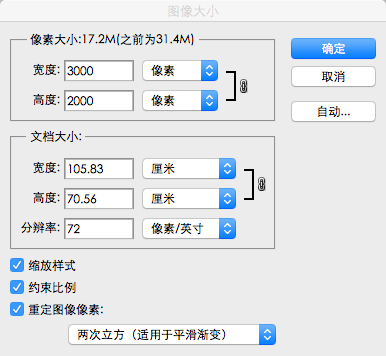 图像大小
像素大小:17.2M(之前为31.4M)
确定
宽度: 3000 像素
取消
高度: 2000 像素
自动...
文档大小:
宽度: 105.83 厘米
高度: 70.56 厘米
分辨率: 72 像素/英寸
缩放样式
约束比例
重定图像像素:
两次立方（适用于平滑渐变）